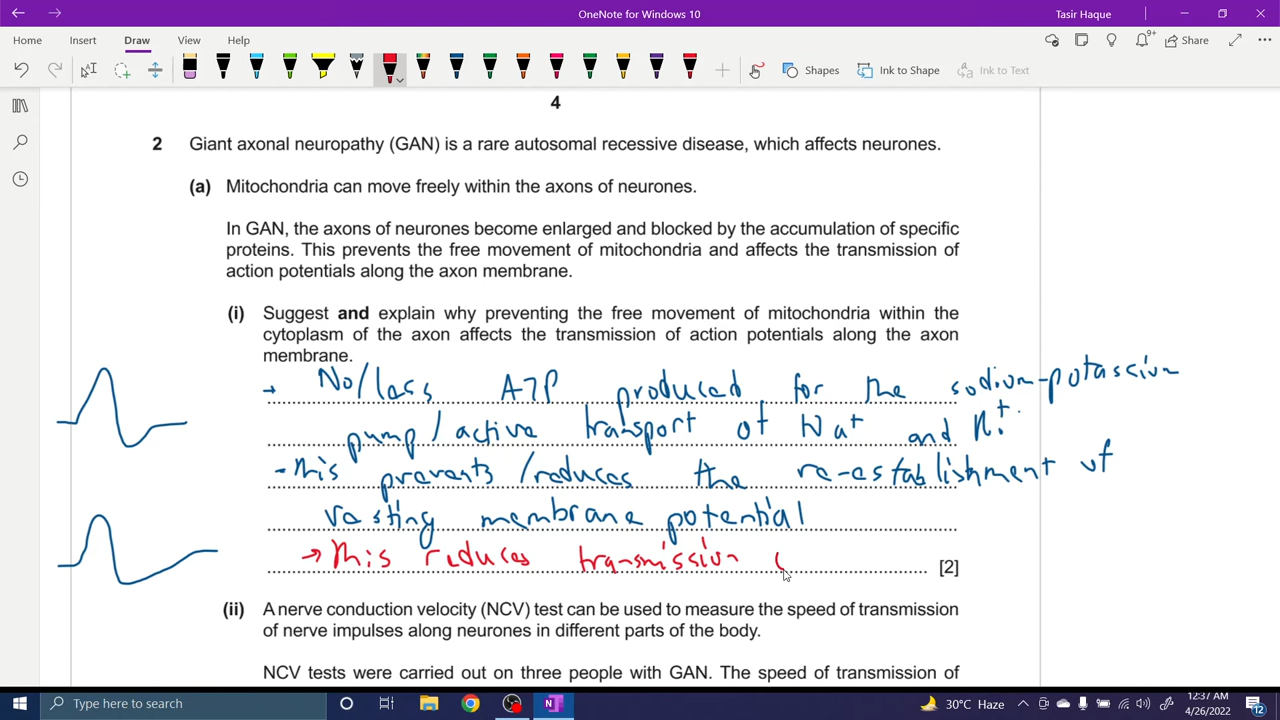 OneNote for Windows 10
Tasir Haque
Home Insert Draw View Help
9+
Share
Shapes Ink to Shape Ink to Text
4
2 Giant axonal neuropathy (GAN) is a rare autosomal recessive disease, which affects neurones.
(a) Mitochondria can move freely within the axons of neurones.
In GAN, the axons of neurones become enlarged and blocked by the accumulation of specific
proteins. This prevents the free movement of mitochondria and affects the transmission of
action potentials along the axon membrane.
(i) Suggest and explain why preventing the free movement of mitochondria within the
cytoplasm of the axon affects the transmission of action potentials along the axon
membrane.
→ No/less ATP produced for the sodium-potassium
pump/active transport of Na+ and K+.
- This prevents/reduces the re-establishment of
resting membrane potential
→ This reduces transmission
[2]
(ii) A nerve conduction velocity (NCV) test can be used to measure the speed of transmission
of nerve impulses along neurones in different parts of the body.
NCV tests were carried out on three people with GAN. The speed of transmission of
Type here to search
30°C Haze
12:37 AM
4/26/2022
12